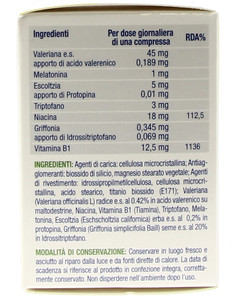 Ingredienti Per dose giornaliera di una compressa RDA%
Valeriana e.s. 45 mg
apporto di acido valerenico 0,189 mg
Melatonina 1 mg
Escoltzia 5 mg
apporto di Protopina 0,01 mg
Triptofano 3 mg
Niacina 18 mg 112,5
Griffonia 0,345 mg
apporto di Idrossitriptofano 0,069 mg
Vitamina B1 12,5 mg 1136
INGREDIENTI: Agenti di carica: cellulosa microcristallina; Antiag-
glomeranti: biossido di silicio, magnesio stearato vegetale; Agenti
di rivestimento: idrossipropilmetilcellulosa, cellulosa
microcristallina, acido stearico, titanio biossido (E171); Valeriana
(Valeriana officinalis L) radice e.s. al 0.42% in acido valerenico su
maltodestrine, Niacina, Vitamina B1 (Tiamina), Triptofano, Mela-
tonina, Escoltzia (Eschscholtzia californica) erba e.s. al 0,2% in
protopina, Griffonia (Griffonia simplicifolia Baill) seme e.s. al 20%
in Idrossitriptofano.
MODALITÀ DI CONSERVAZIONE: Conservare in luogo fresco e
asciutto al riparo dalla luce e da fonti dirette di calore. La data di
scadenza si riferisce al prodotto in confezione integra, corretta-
mente conservato. Non disperdere nell'ambiente dopo l'uso.